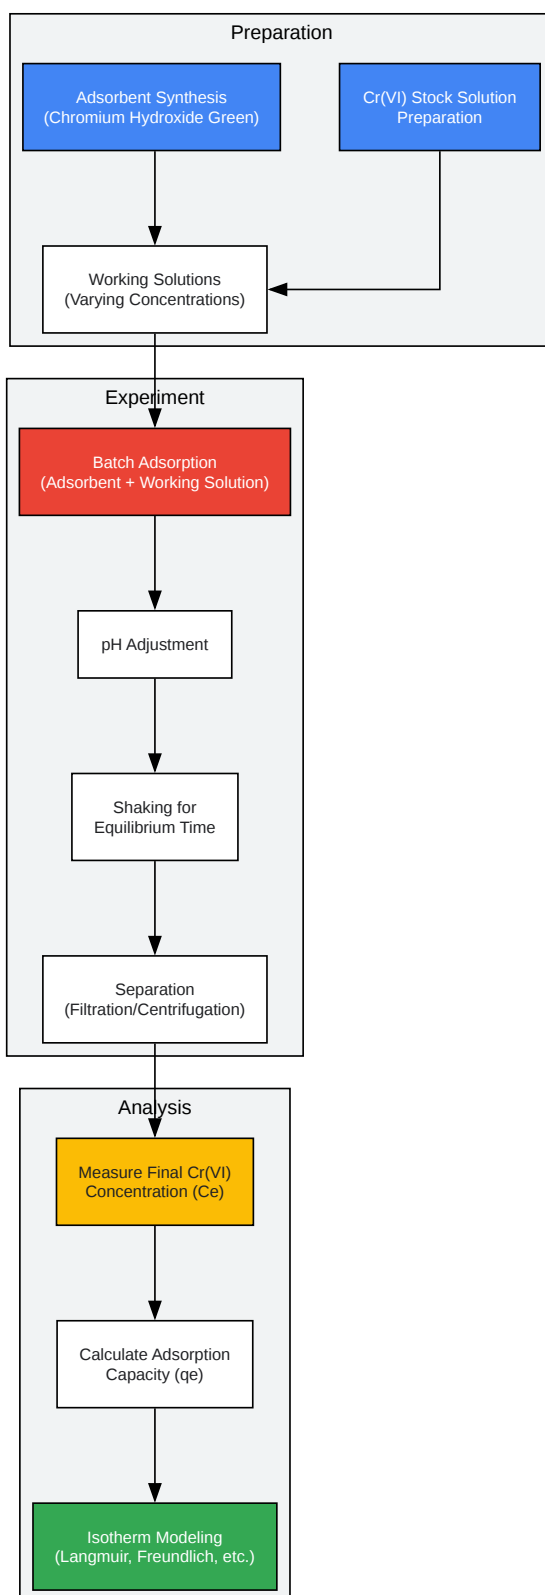 Preparation
Adsorbent Synthesis
(Chromium Hydroxide Green)
Cr(VI) Stock Solution
Preparation
Working Solutions
(Varying Concentrations)
Experiment
Batch Adsorption
(Adsorbent + Working Solution)
pH Adjustment
Shaking for
Equilibrium Time
Separation
(Filtration/Centrifugation)
Analysis
Measure Final Cr(VI)
Concentration (Ce)
Calculate Adsorption
Capacity (qe)
Isotherm Modeling
(Langmuir, Freundlich, etc.)